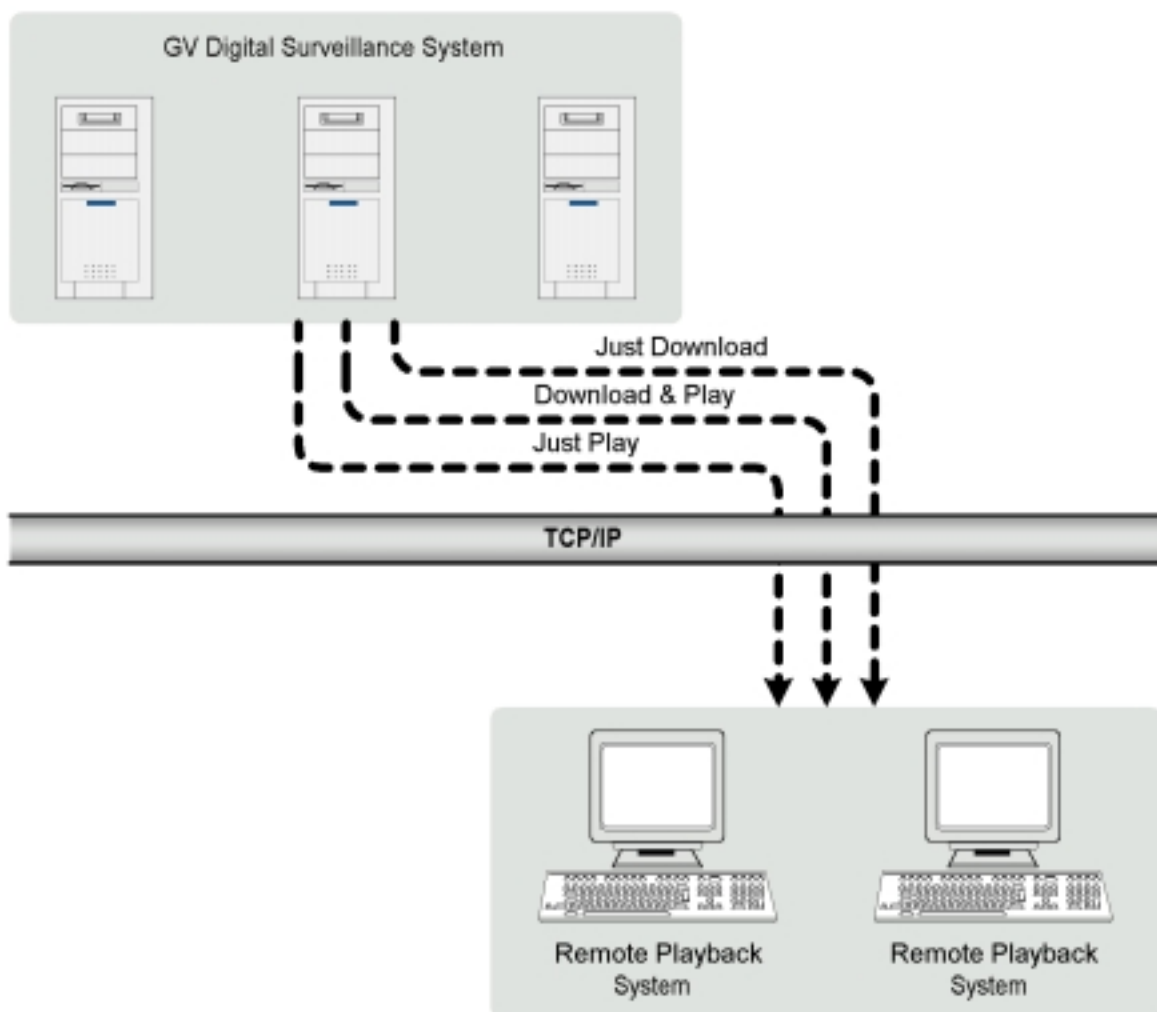 GV Digital Surveillance System
Just Download
Download & Play
Just Play
TCP/IP
Remote Playback
System
Remote Playback
System